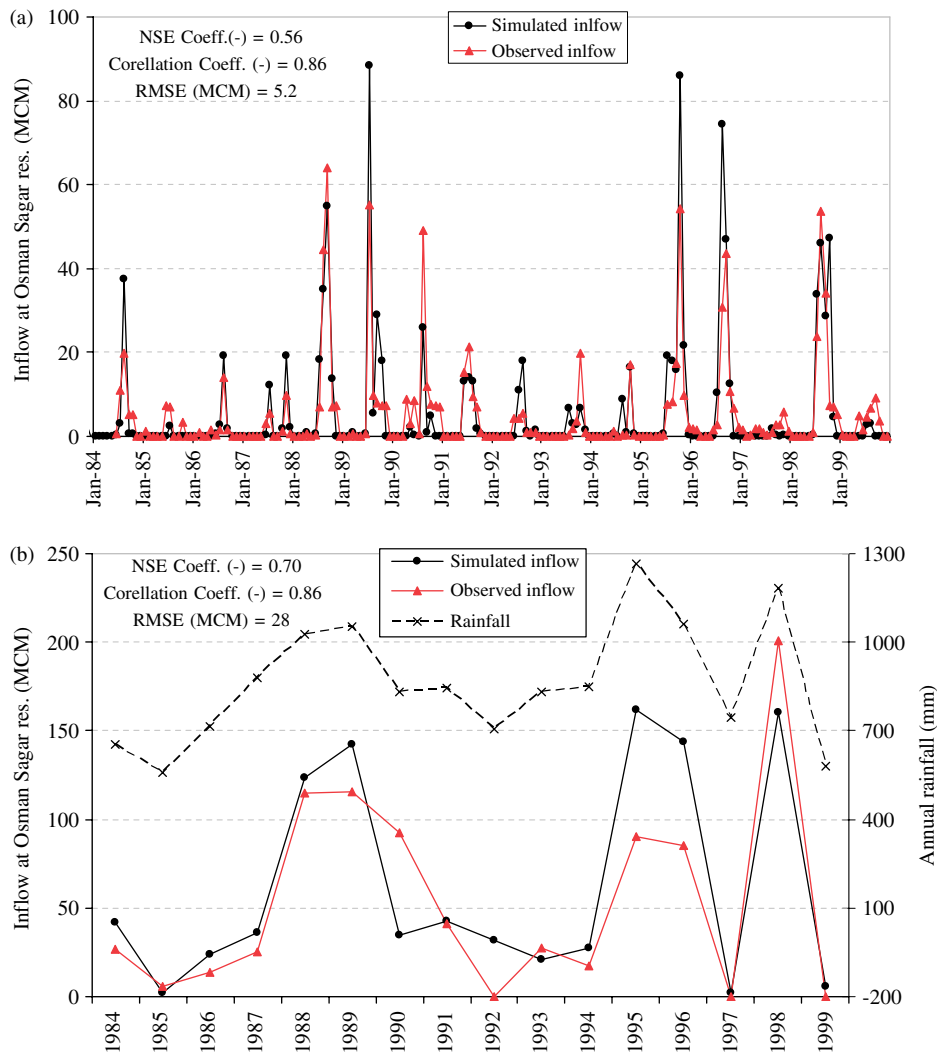 (a)
100
80
60
40
20
0
Inflow at Osman Sagar res. (MCM)
NSE Coeff.(-) = 0.56
Corellation Coeff. (-) = 0.86
RMSE (MCM) = 5.2
Simulated inlfow
Observed inlfow
Jan-84
Jan-85
Jan-86
Jan-87
Jan-88
Jan-89
Jan-90
Jan-91
Jan-92
Jan-93
Jan-94
Jan-95
Jan-96
Jan-97
Jan-98
Jan-99
(b)
250
200
150
100
50
0
Inflow at Osman Sagar res. (MCM)
NSE Coeff. (-) = 0.70
Corellation Coeff. (-) = 0.86
RMSE (MCM) = 28
Simulated inflow
Observed inflow
Rainfall
1300
1000
700
400
100
-200
Annual rainfall (mm)
1984
1985
1986
1987
1988
1989
1990
1991
1992
1993
1994
1995
1996
1997
1998
1999